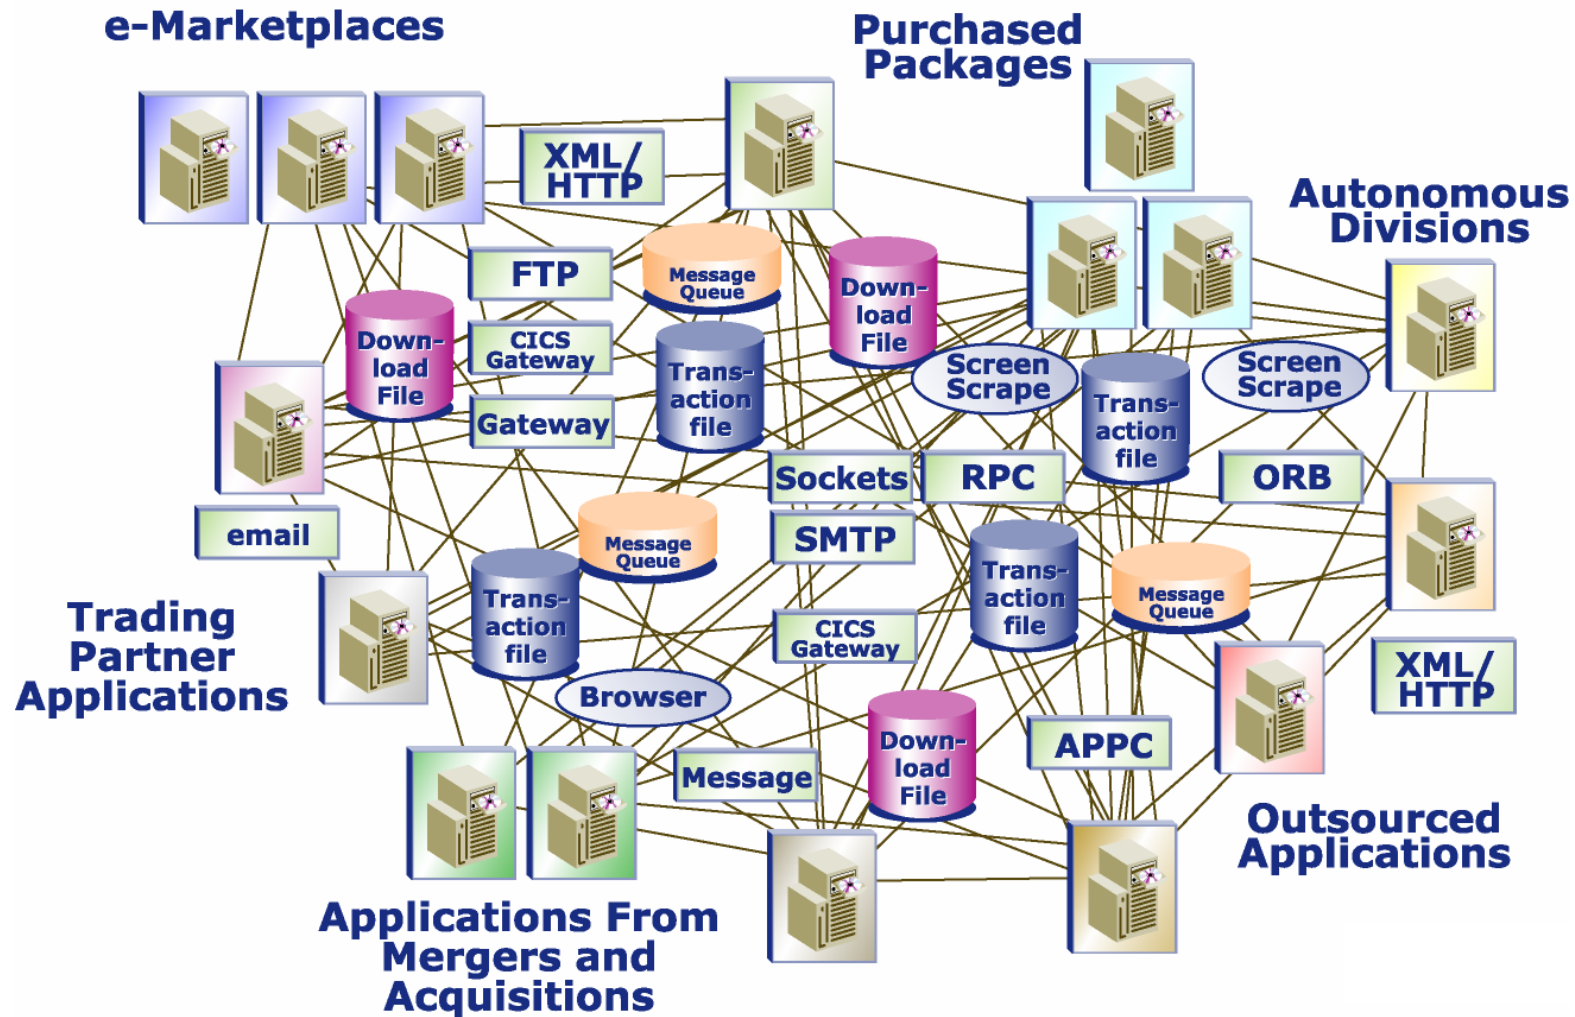 e-Marketplaces
Purchased
Packages
XML/
HTTP
Autonomous
Divisions
FTP
Message
Queue
Down-
load
File
Down-
load
File
CICS
Gateway
Trans-
action
file
Screen
Scrape
Screen
Scrape
Trans-
action
file
Gateway
Sockets
RPC
ORB
email
Message
Queue
SMTP
Trans-
action
file
Message
Queue
Trans-
action
file
Trading
Partner
Applications
CICS
Gateway
XML/
HTTP
Browser
Down-
load
File
APPC
Message
Outsourced
Applications
Applications From
Mergers and
Acquisitions